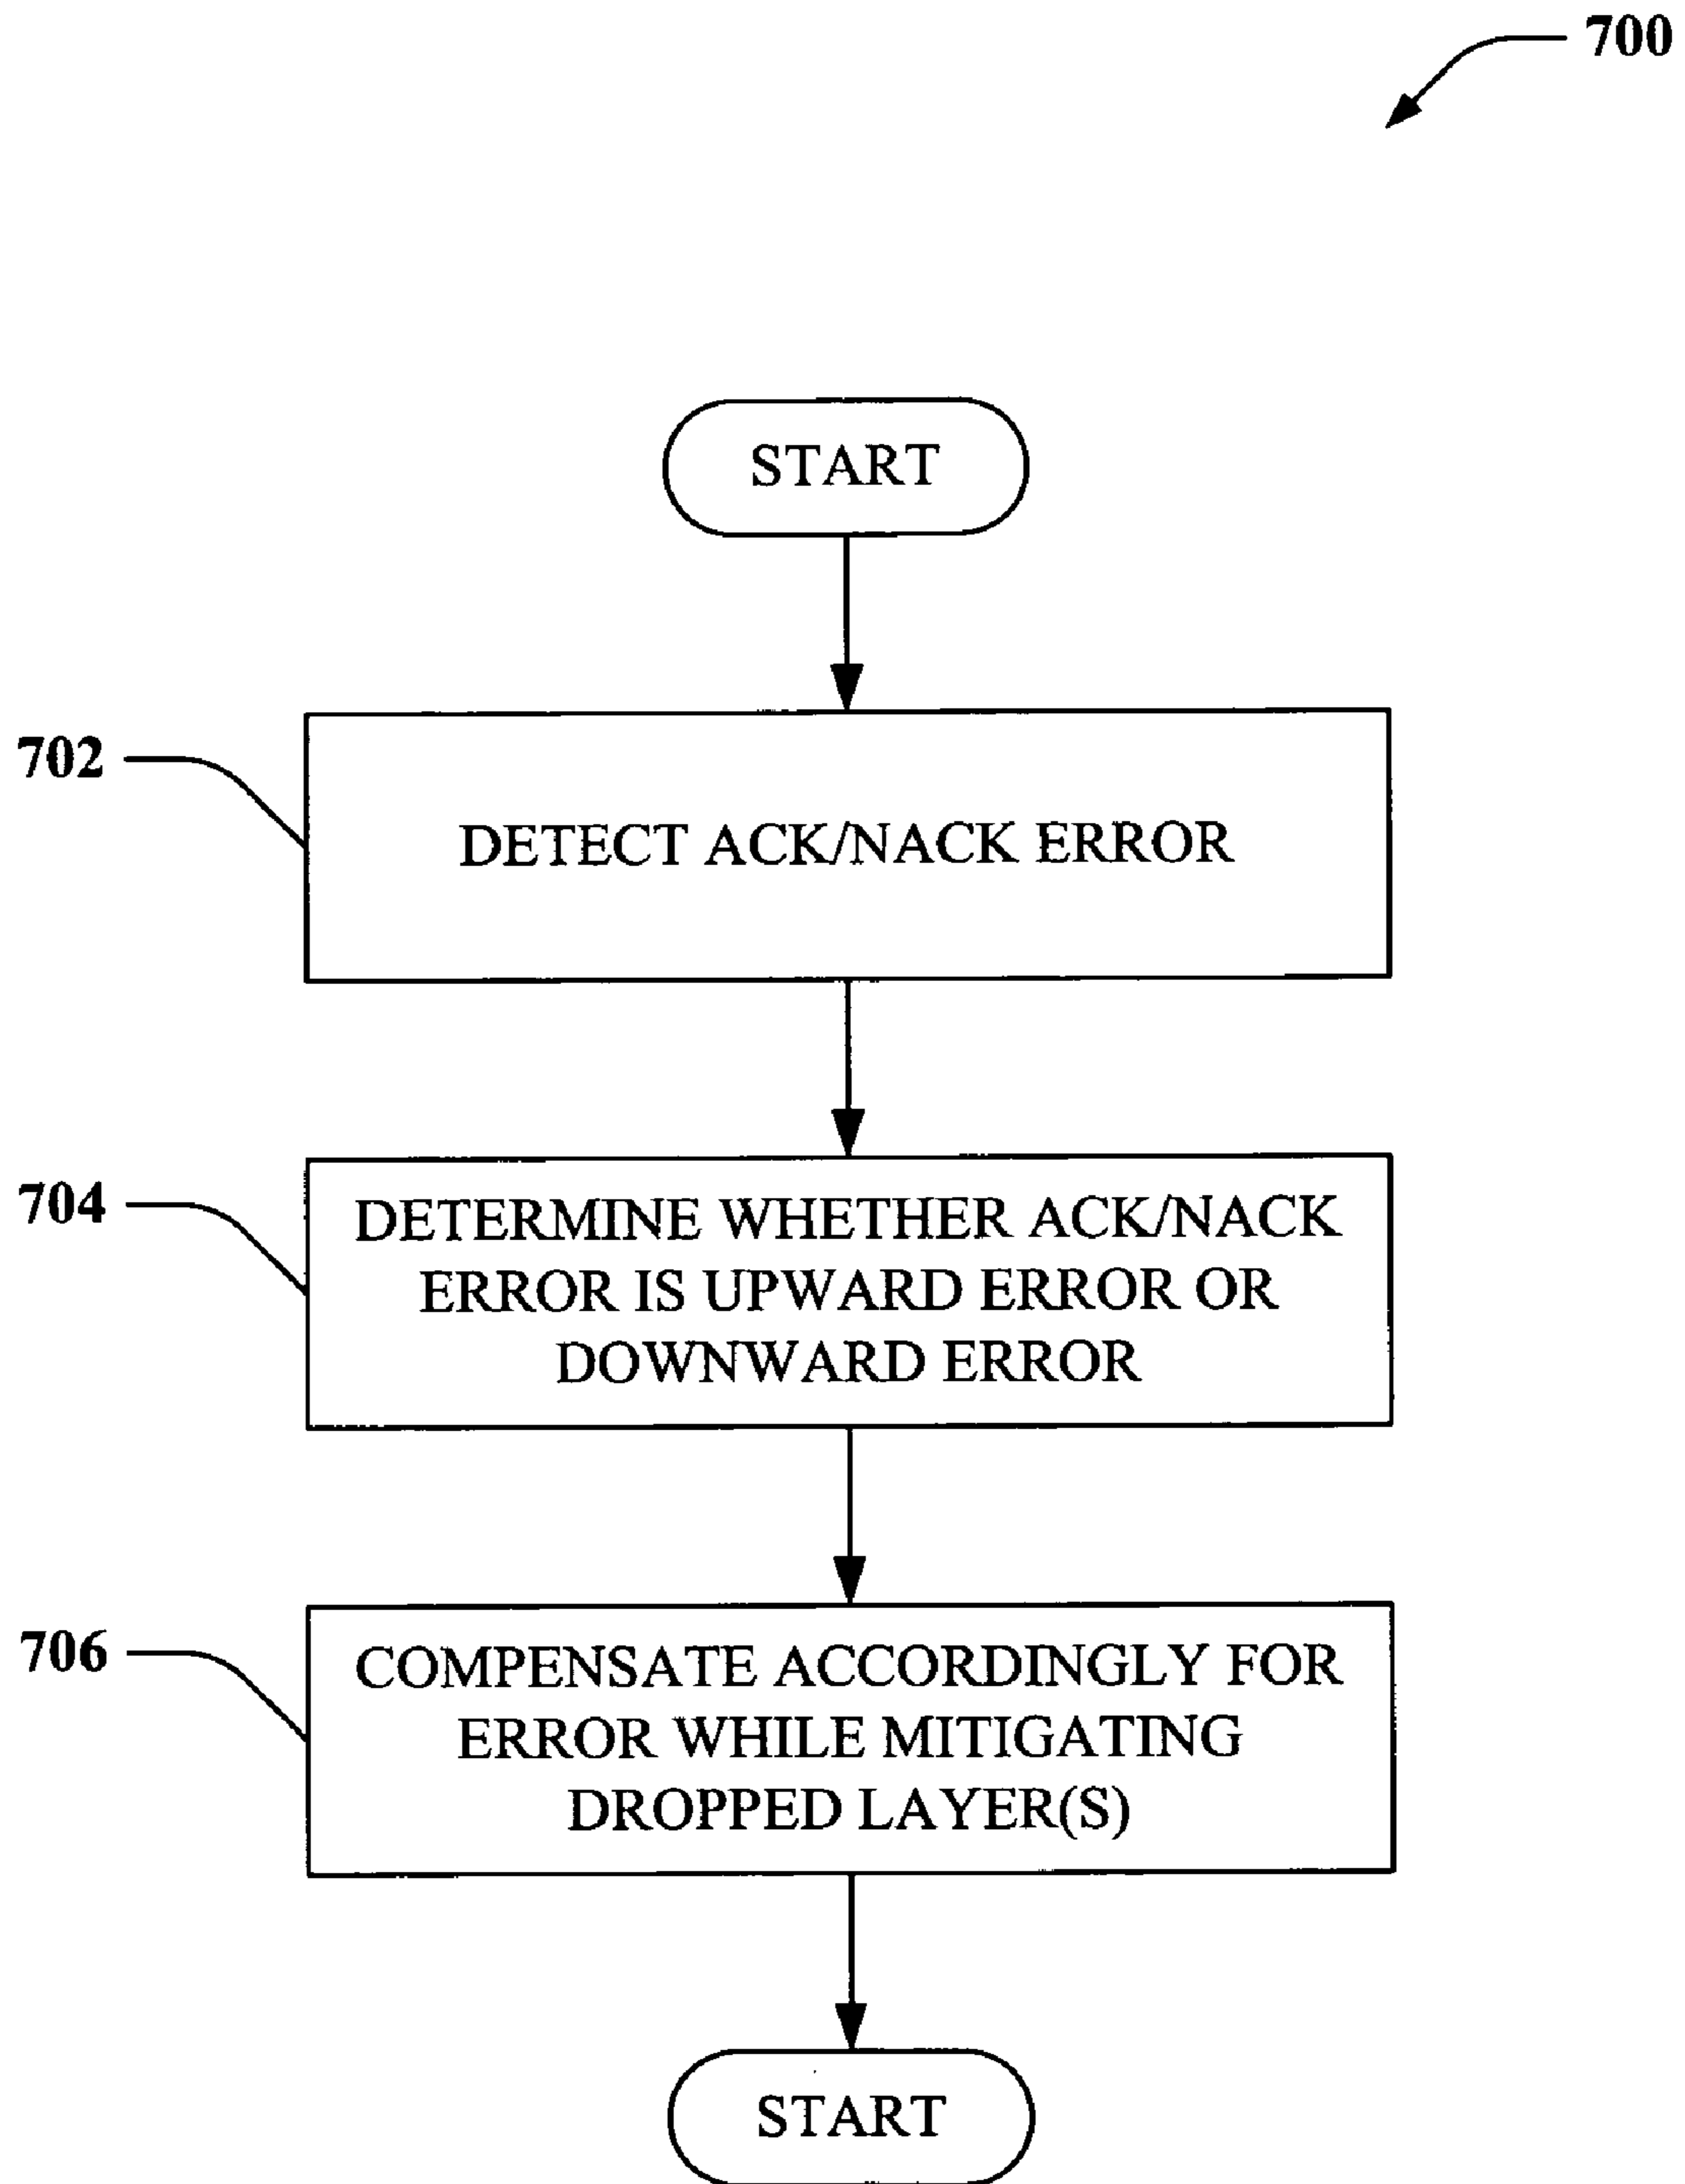 700
START
702
DETECT ACK/NACK ERROR
704
DETERMINE WHETHER ACK/NACK
ERROR IS UPWARD ERROR OR
DOWNWARD ERROR
706
COMPENSATE ACCORDINGLY FOR
ERROR WHILE MITIGATING
DROPPED LAYER(S)
START